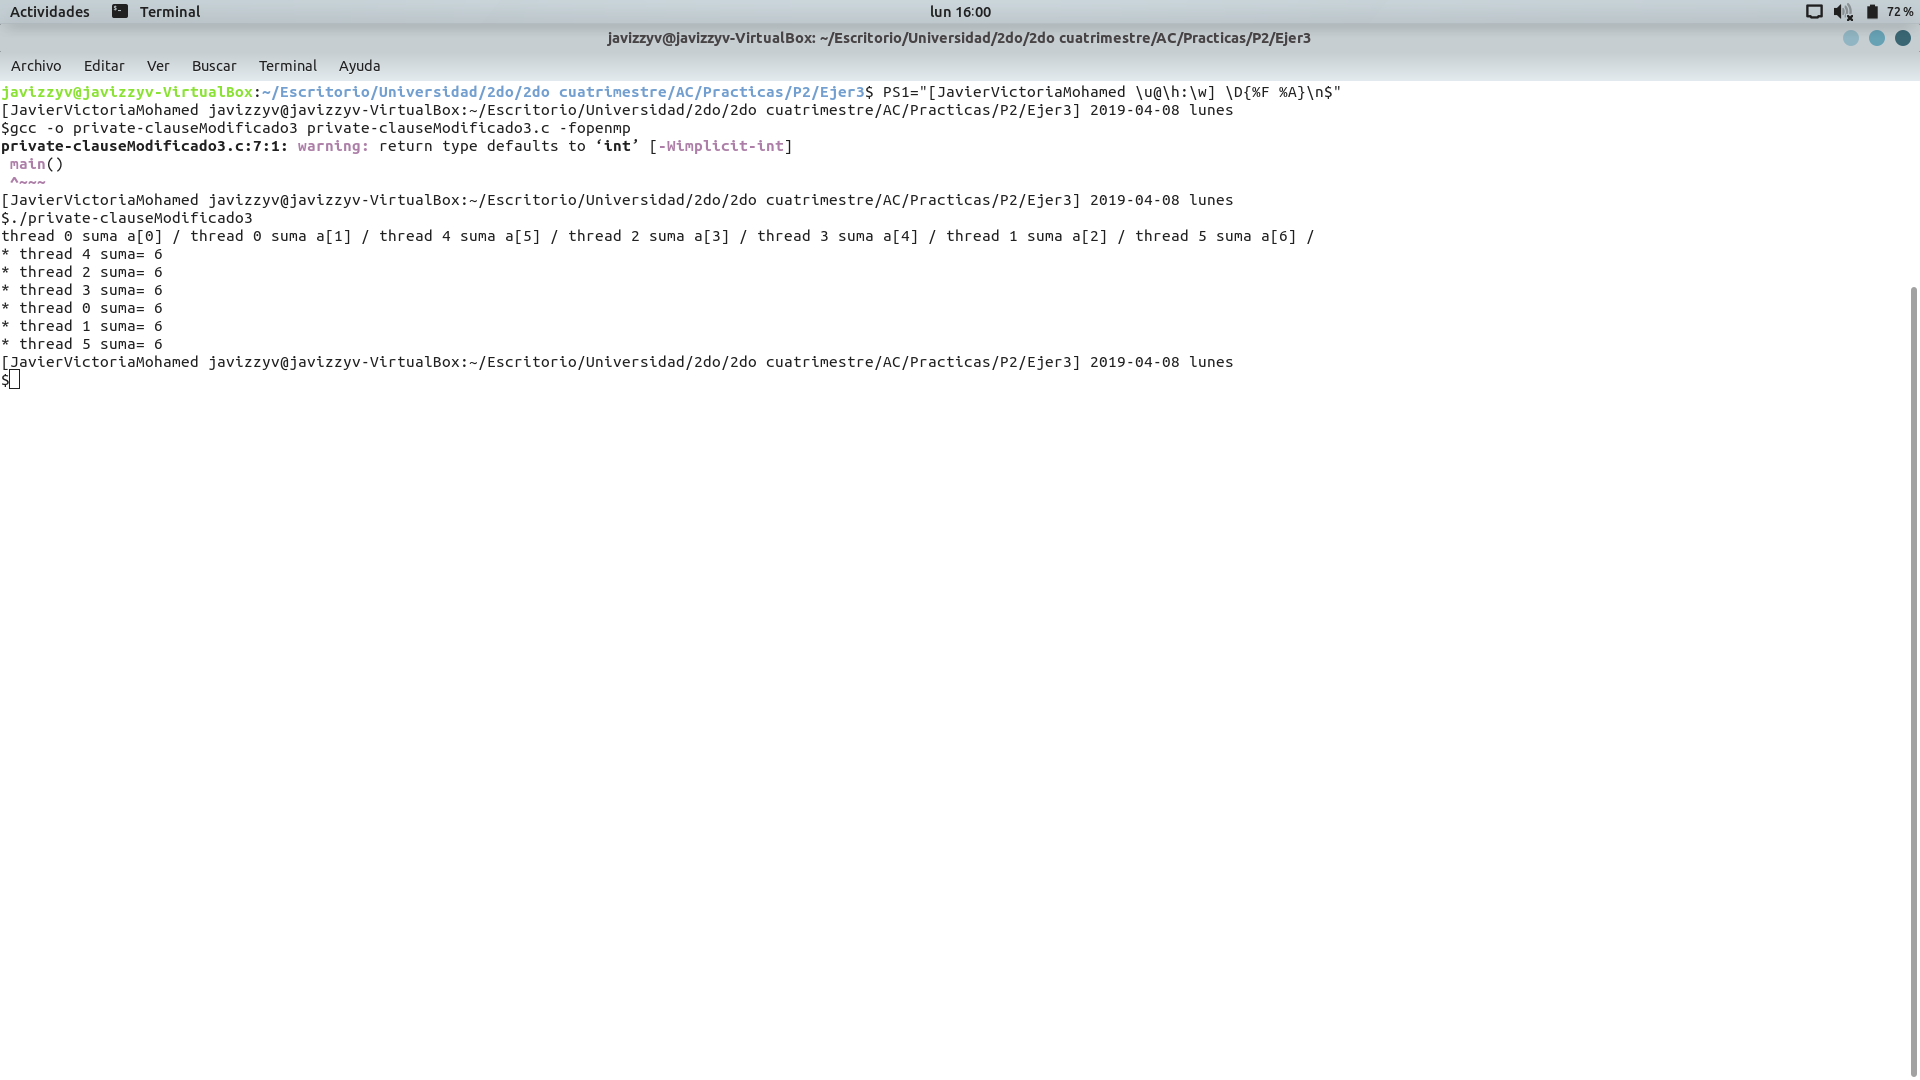 Actividades Terminal lun 16:00 72 %
javizzyv@javizzyv-VirtualBox: ~/Escritorio/Universidad/2do/2do cuatrimestre/AC/Practicas/P2/Ejer3
Archivo Editar Ver Buscar Terminal Ayuda
javizzyv@javizzyv-VirtualBox:~/Escritorio/Universidad/2do/2do cuatrimestre/AC/Practicas/P2/Ejer3$ PS1="[JavierVictoriaMohamed \u@\h:\w] \D{%F %A}\n$"
[JavierVictoriaMohamed javizzyv@javizzyv-VirtualBox:~/Escritorio/Universidad/2do/2do cuatrimestre/AC/Practicas/P2/Ejer3] 2019-04-08 lunes
$gcc -o private-clauseModificado3 private-clauseModificado3.c -fopenmp
private-clauseModificado3.c:7:1: warning: return type defaults to ‘int’ [-Wimplicit-int]
 main()
 ^~~~
[JavierVictoriaMohamed javizzyv@javizzyv-VirtualBox:~/Escritorio/Universidad/2do/2do cuatrimestre/AC/Practicas/P2/Ejer3] 2019-04-08 lunes
$./private-clauseModificado3
thread 0 suma a[0] / thread 0 suma a[1] / thread 4 suma a[5] / thread 2 suma a[3] / thread 3 suma a[4] / thread 1 suma a[2] / thread 5 suma a[6] /
* thread 4 suma= 6
* thread 2 suma= 6
* thread 3 suma= 6
* thread 0 suma= 6
* thread 1 suma= 6
* thread 5 suma= 6
[JavierVictoriaMohamed javizzyv@javizzyv-VirtualBox:~/Escritorio/Universidad/2do/2do cuatrimestre/AC/Practicas/P2/Ejer3] 2019-04-08 lunes
$